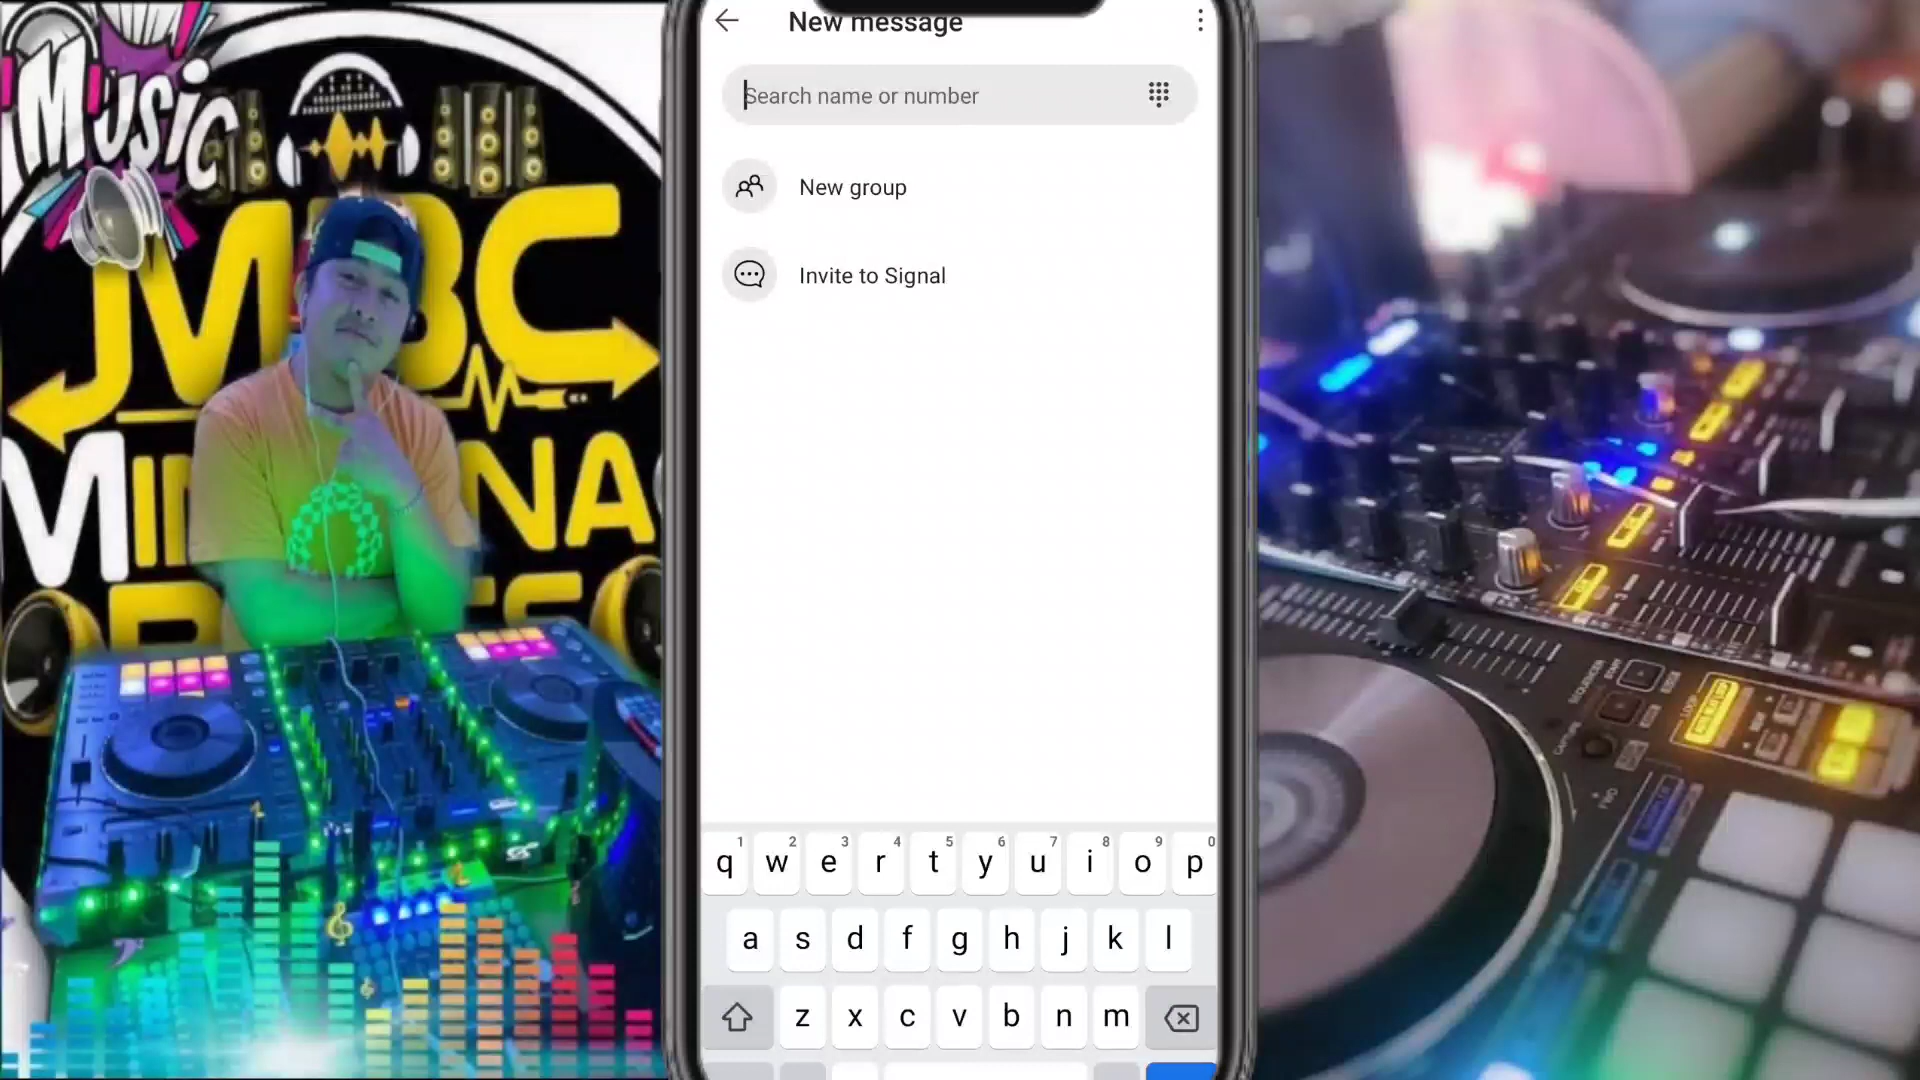 MUSIC
MBC
New message
Search name or number
New group
Invite to Signal
1 2 3 4 5 6 7 8 9 0
q w e r t y u i o p
a s d f g h j k l
z x c v b n m